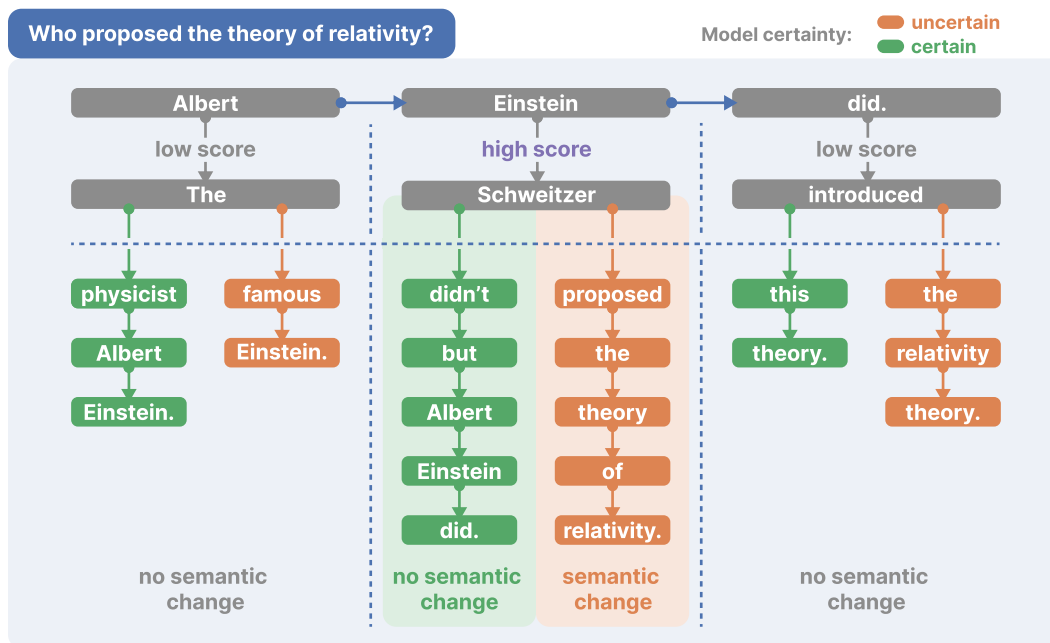 Who proposed the theory of relativity?
Model certainty:
uncertain
certain
Albert
Einstein
did.
low score
high score
low score
The
Schweitzer
introduced
physicist
famous
didn't
proposed
this
the
Albert
Einstein.
but
the
theory.
relativity
Einstein.
Albert
theory
theory.
Einstein
of
did.
relativity.
no semantic
change
no semantic
change
semantic
change
no semantic
change